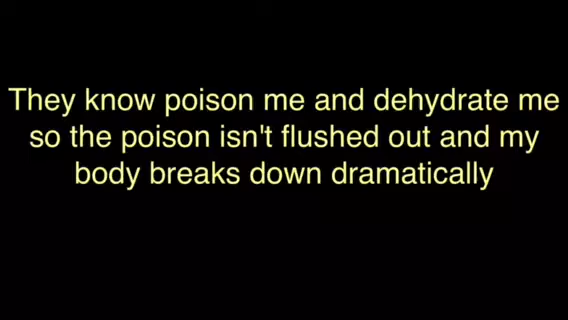 They know poison me and dehydrate me
so the poison isn't flushed out and my
body breaks down dramatically